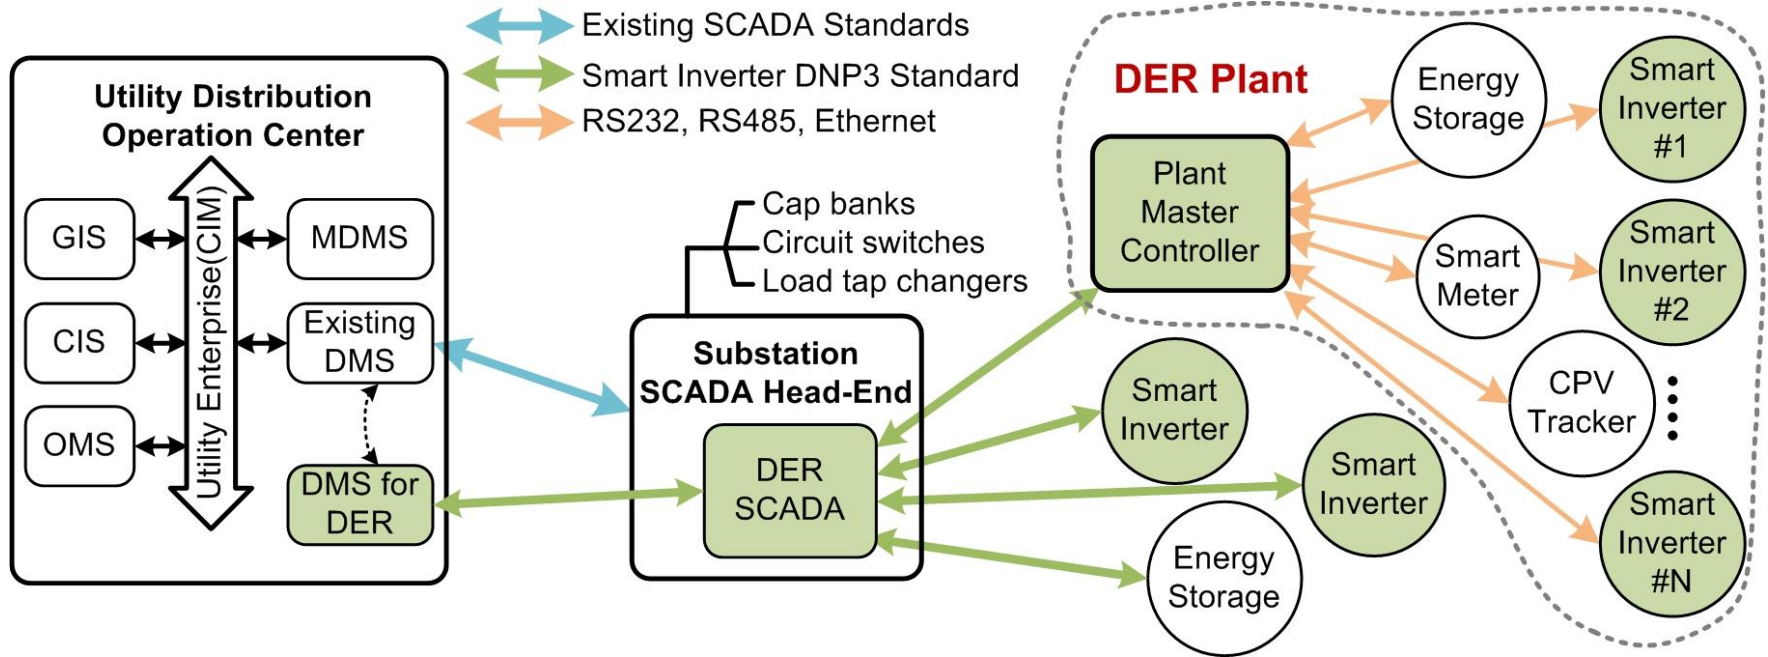 Existing SCADA Standards
Smart Inverter DNP3 Standard
RS232, RS485, Ethernet
Utility Distribution
Operation Center
GIS
CIS
OMS
Utility Enterprise(CIM)
MDMS
Existing
DMS
DMS for
DER
Cap banks
Circuit switches
Load tap changers
Substation
SCADA Head-End
DER
SCADA
DER Plant
Plant
Master
Controller
Energy
Storage
Smart
Inverter
#1
Smart
Meter
Smart
Inverter
#2
CPV
Tracker
Smart
Inverter
#N
Smart
Inverter
Smart
Inverter
Energy
Storage